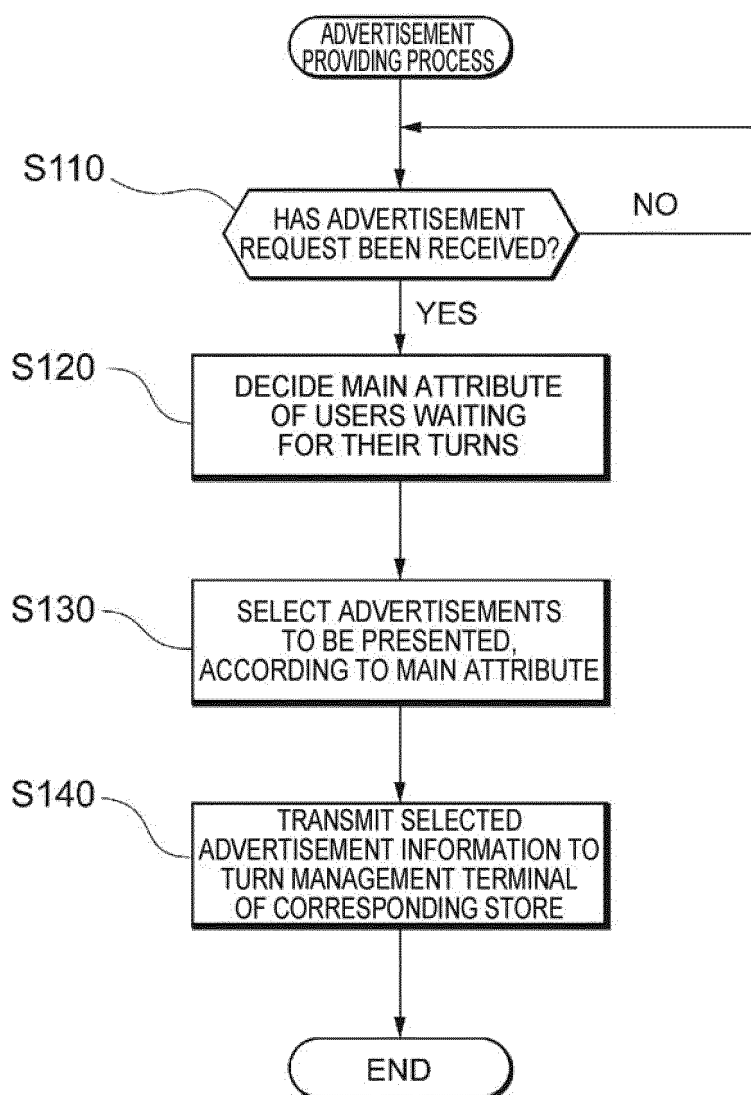 ADVERTISEMENT
PROVIDING PROCESS
S110
HAS ADVERTISEMENT
REQUEST BEEN RECEIVED?
NO
YES
S120
DECIDE MAIN ATTRIBUTE
OF USERS WAITING
FOR THEIR TURNS
S130
SELECT ADVERTISEMENTS
TO BE PRESENTED,
ACCORDING TO MAIN ATTRIBUTE
S140
TRANSMIT SELECTED
ADVERTISEMENT INFORMATION TO
TURN MANAGEMENT TERMINAL
OF CORRESPONDING STORE
END